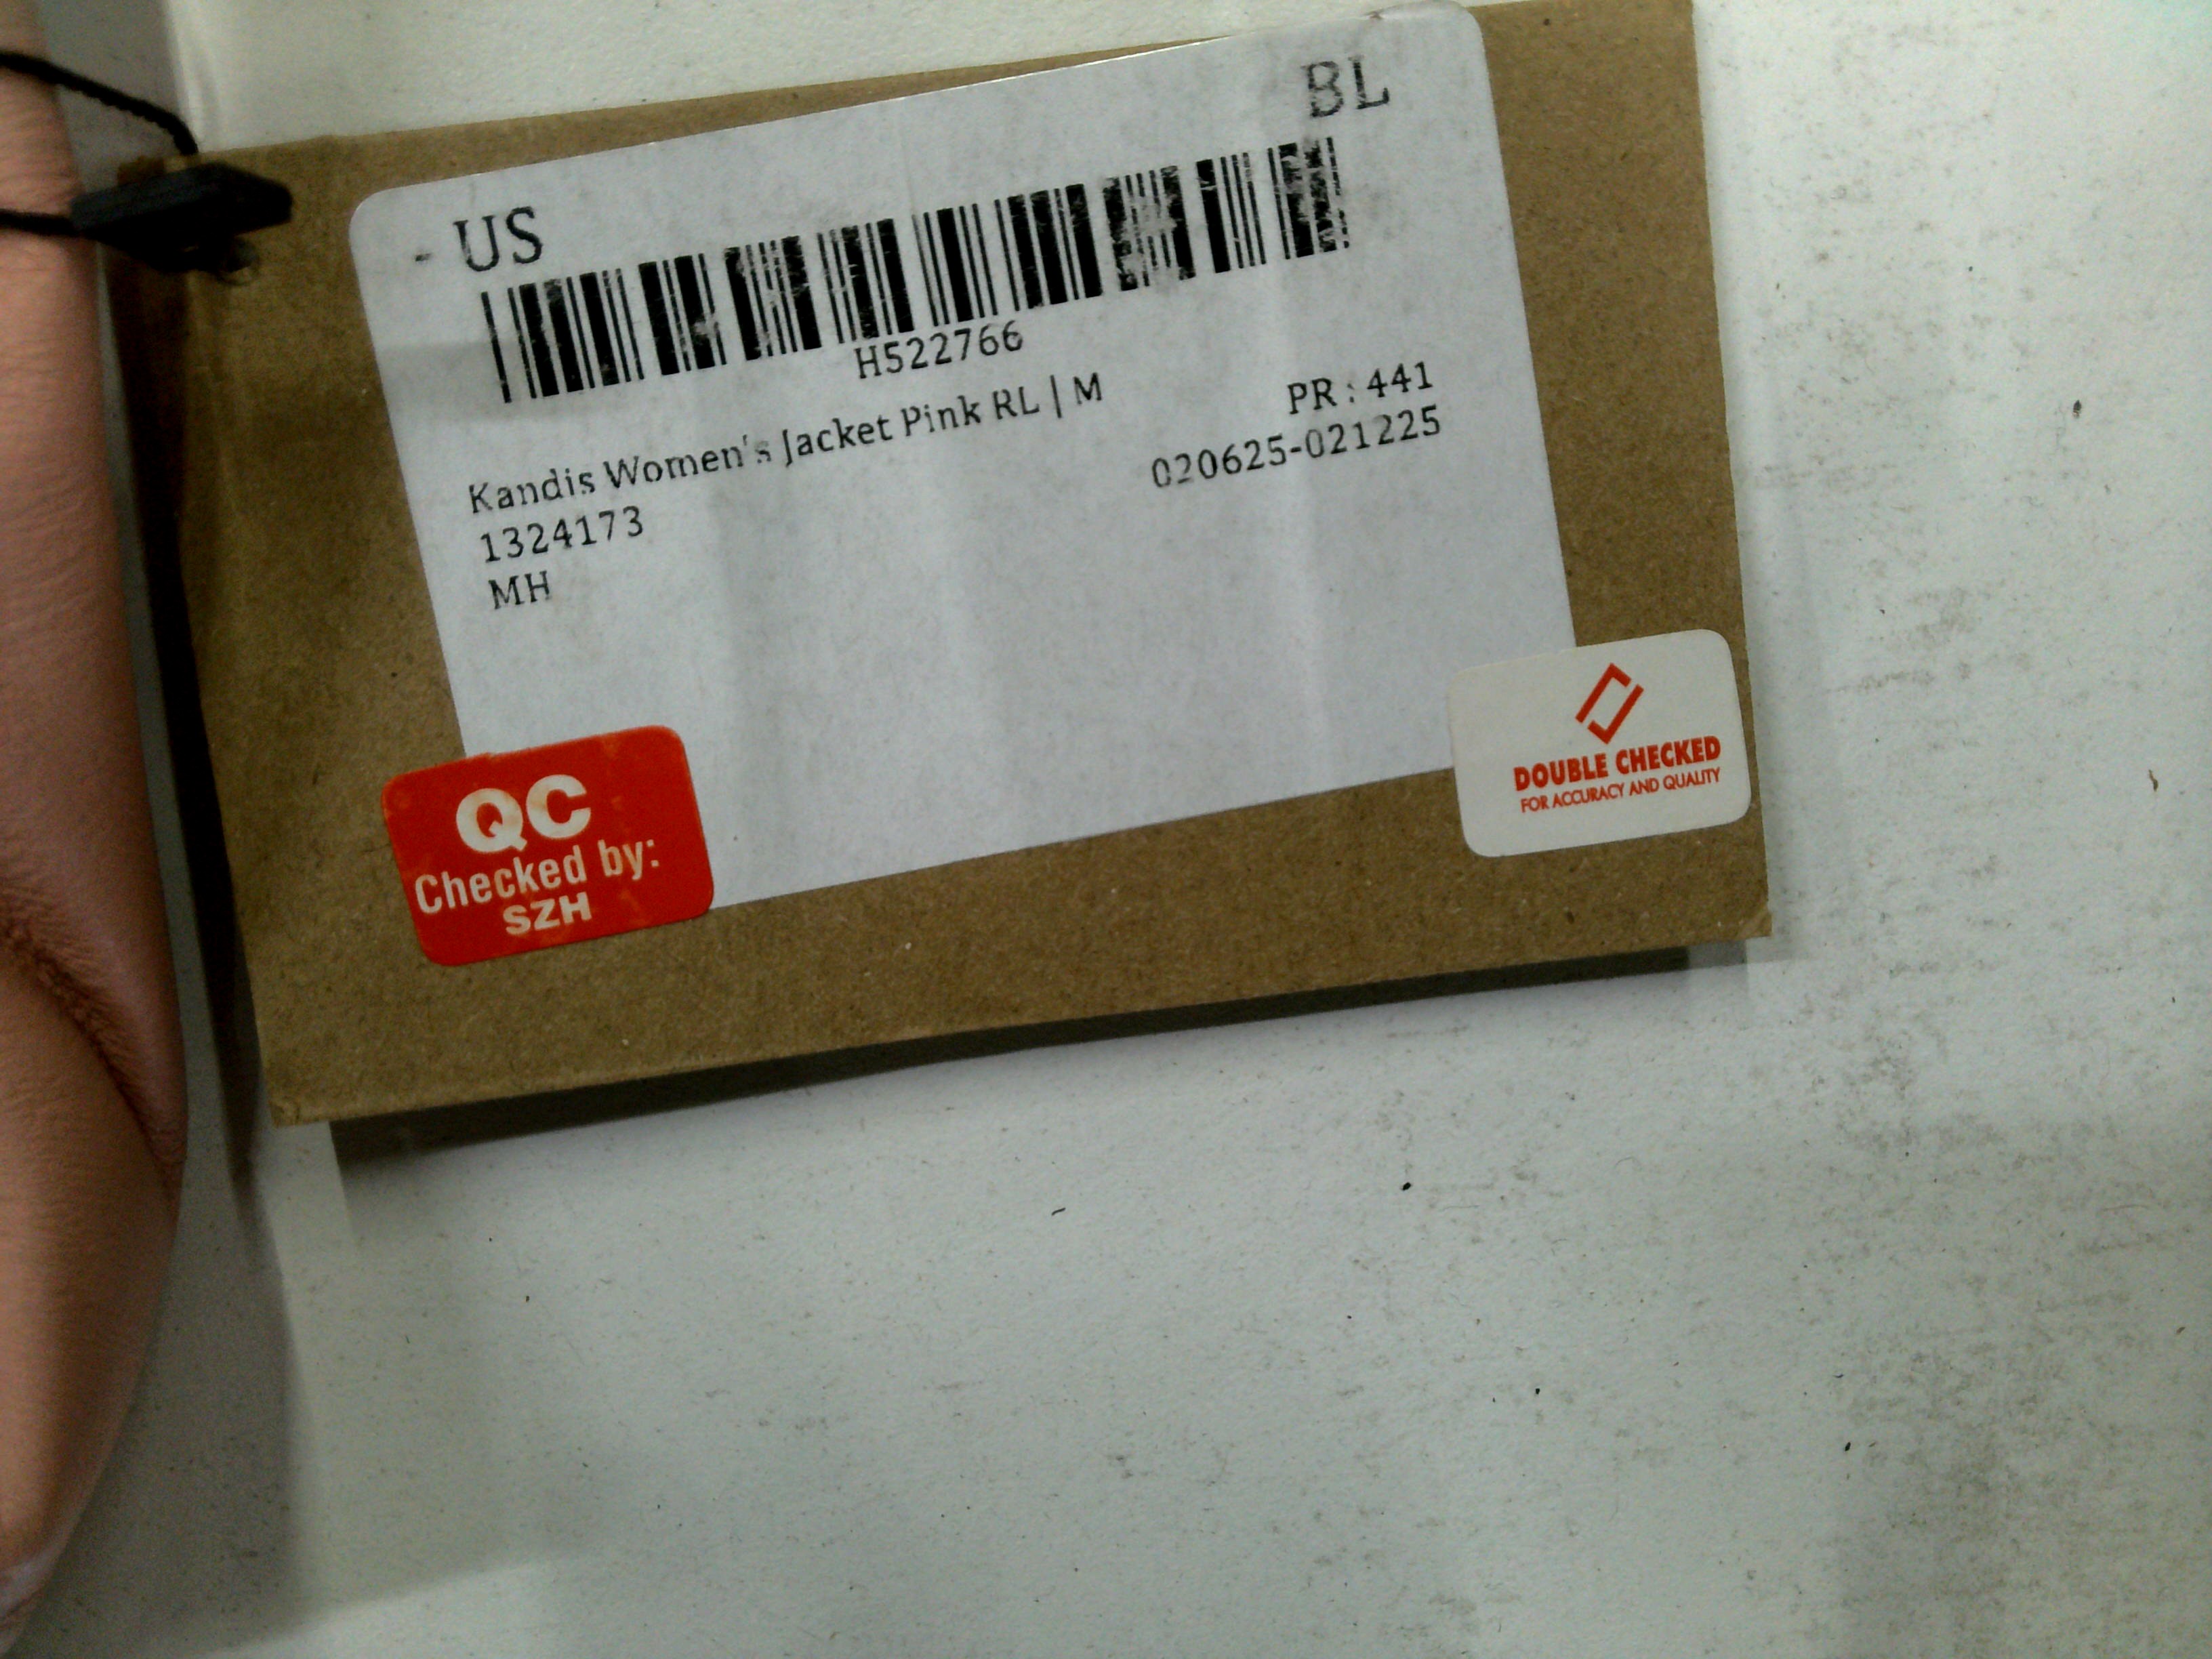 - US
BL
H522766
Kandis Women's Jacket Pink RL | M
PR : 441
1324173
020625-021225
MH
QC
Checked by:
SZH
DOUBLE CHECKED
FOR ACCURACY AND QUALITY